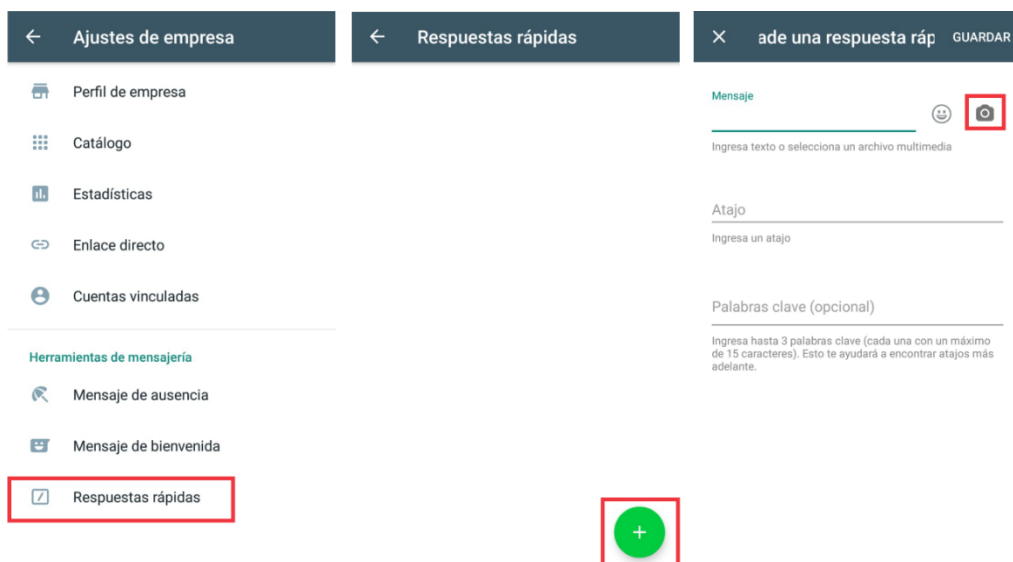 Ajustes de empresa
Perfil de empresa
Catálogo
Estadísticas
Enlace directo
Cuentas vinculadas
Herramientas de mensajería
Mensaje de ausencia
Mensaje de bienvenida
Respuestas rápidas
Respuestas rápidas
ade una respuesta ráp GUARDAR
Mensaje
Ingresa texto o selecciona un archivo multimedia
Atajo
Ingresa un atajo
Palabras clave (opcional)
Ingresa hasta 3 palabras clave (cada una con un máximo
de 15 caracteres). Esto te ayudará a encontrar atajos más
adelante.